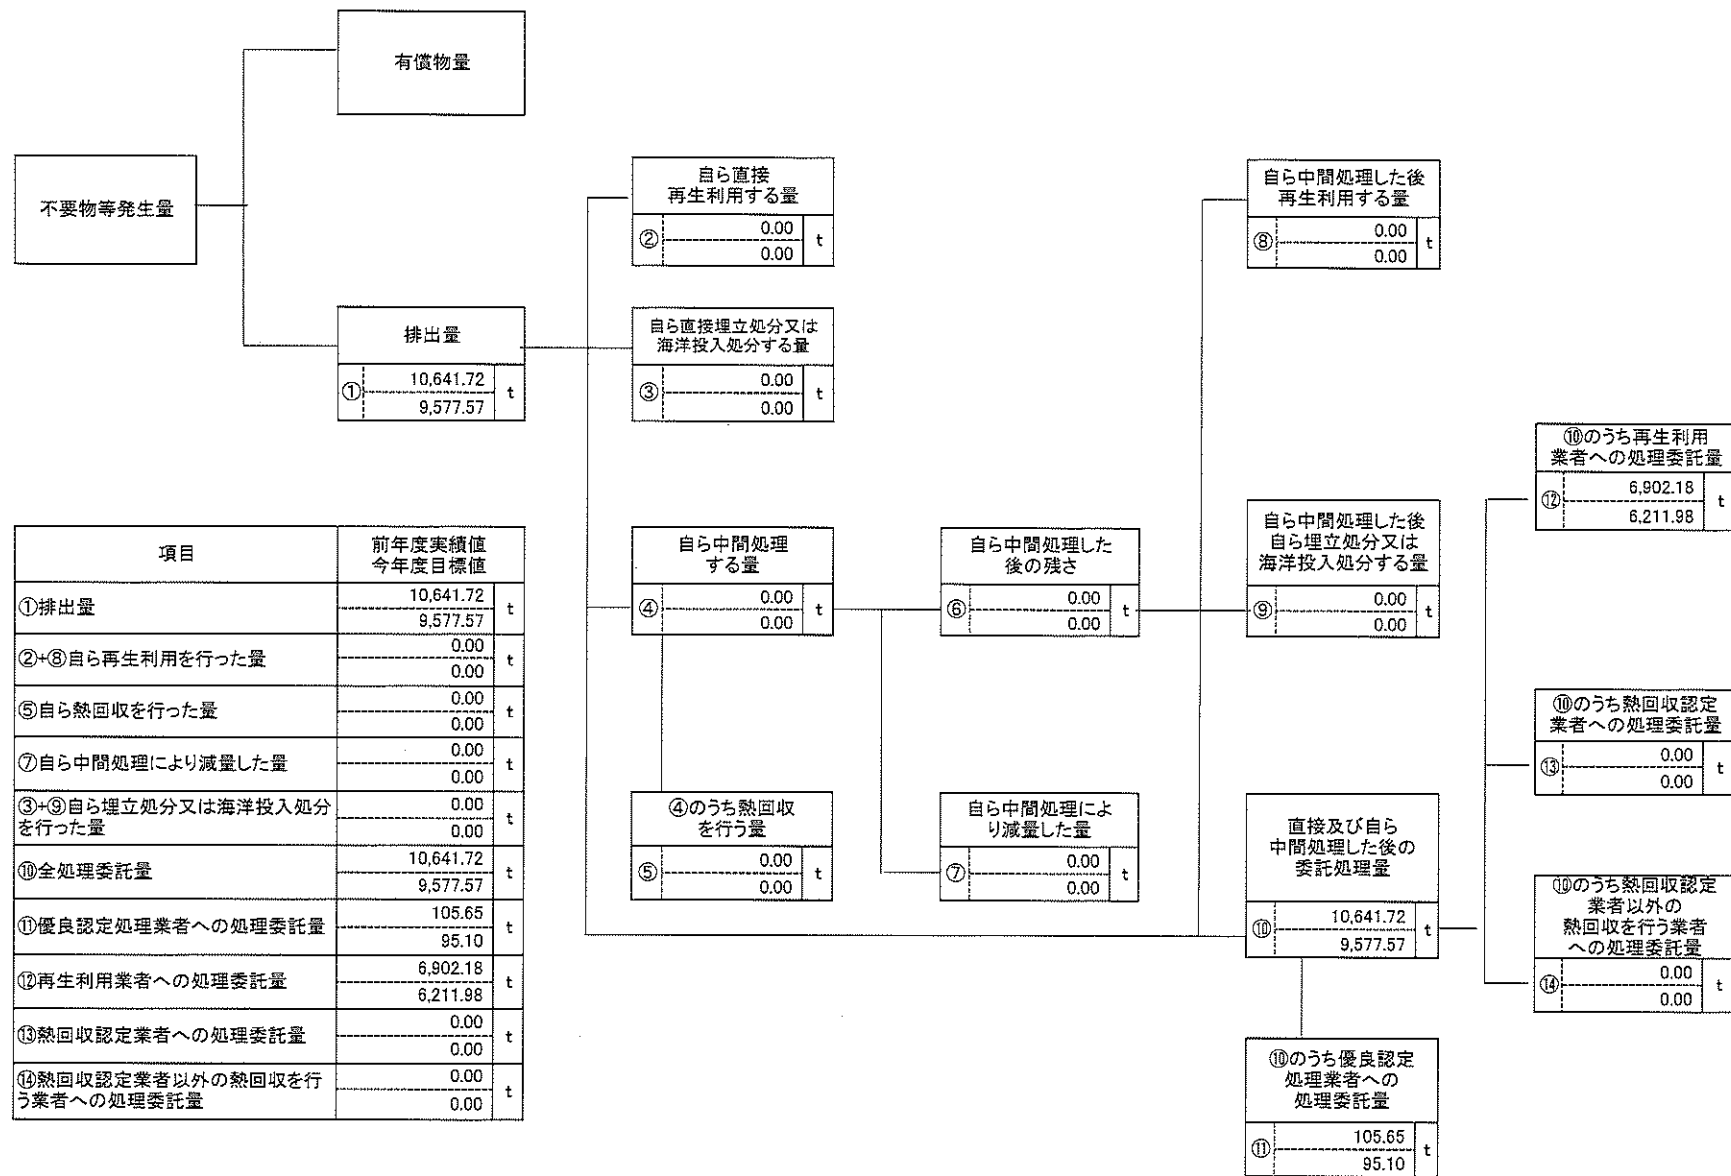 有償物量
不要物等発生量
排出量
①
10,641.72
9,577.57
t
自ら直接
再生利用する量
②
0.00
0.00
t
自ら直接埋立処分又は
海洋投入処分する量
③
0.00
0.00
t
自ら中間処理
する量
④
0.00
0.00
t
④のうち熱回収
を行う量
⑤
0.00
0.00
t
自ら中間処理した
後の残さ
⑥
0.00
0.00
t
自ら中間処理によ
り減量した量
⑦
0.00
0.00
t
自ら中間処理した後
再生利用する量
⑧
0.00
0.00
t
自ら中間処理した後
自ら埋立処分又は
海洋投入処分する量
⑨
0.00
0.00
t
直接及び自ら
中間処理した後の
委託処理量
⑩
10,641.72
9,577.57
t
⑩のうち優良認定
処理業者への
処理委託量
⑪
105.65
95.10
t
⑩のうち再生利用
業者への処理委託量
⑫
6,902.18
6,211.98
t
⑩のうち熱回収認定
業者への処理委託量
⑬
0.00
0.00
t
⑩のうち熱回収認定
業者以外の
熱回収を行う業者
への処理委託量
⑭
0.00
0.00
t
項目
前年度実績値
今年度目標値
①排出量
10,641.72
9,577.57
t
②+⑧自ら再生利用を行った量
0.00
0.00
t
⑤自ら熱回収を行った量
0.00
0.00
t
⑦自ら中間処理により減量した量
0.00
0.00
t
③+⑨自ら埋立処分又は海洋投入処分
を行った量
0.00
0.00
t
⑩全処理委託量
10,641.72
9,577.57
t
⑪優良認定処理業者への処理委託量
105.65
95.10
t
⑫再生利用業者への処理委託量
6,902.18
6,211.98
t
⑬熱回収認定業者への処理委託量
0.00
0.00
t
⑭熱回収認定業者以外の熱回収を行
う業者への処理委託量
0.00
0.00
t